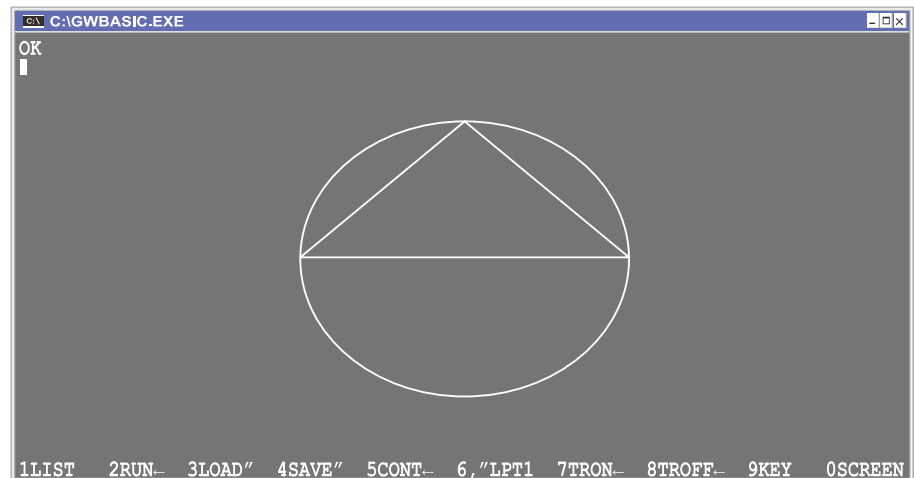 C:\ C:\GWBASIC.EXE
OK
1LIST 2RUN← 3LOAD″ 4SAVE″ 5CONT← 6,″LPT1 7TRON← 8TROFF← 9KEY 0SCREEN